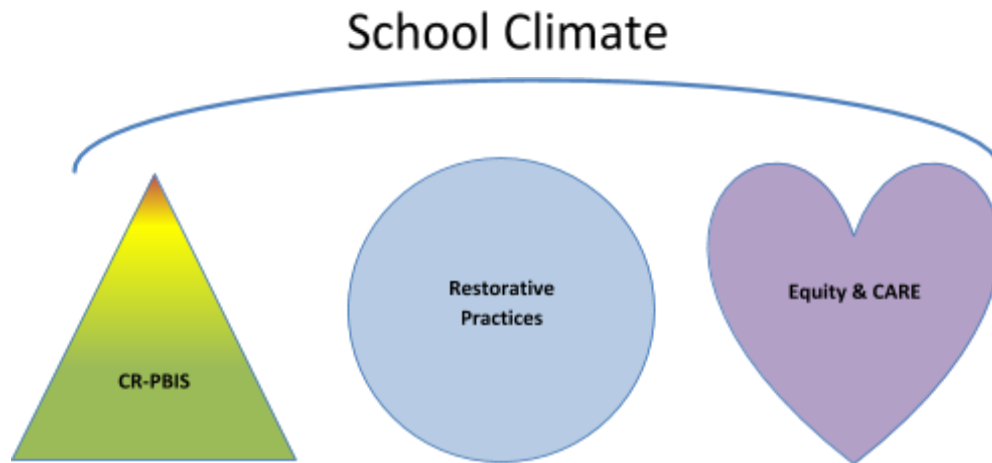 School Climate
CR-PBIS
Restorative
Practices
Equity & CARE